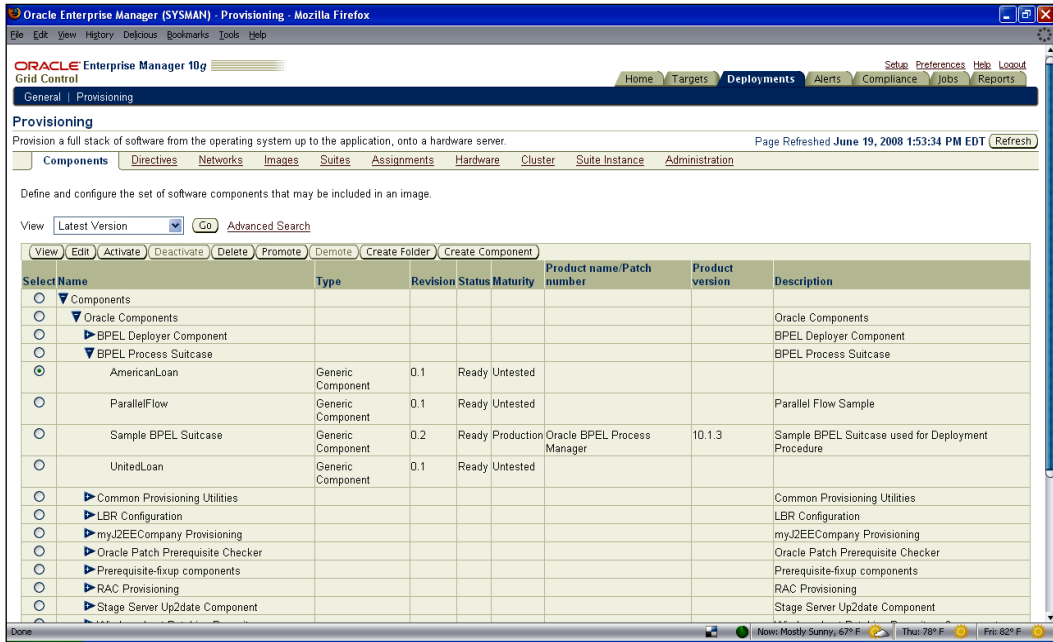 Oracle Enterprise Manager (SYSMAN) - Provisioning - Mozilla Firefox
File Edit View History Delicious Bookmarks Tools Help
ORACLE Enterprise Manager 10g
Grid Control
Setup Preferences Help Logout
Home Targets Deployments Alerts Compliance Jobs Reports
General | Provisioning
Provisioning
Provision a full stack of software from the operating system up to the application, onto a hardware server.
Page Refreshed June 19, 2008 1:53:34 PM EDT Refresh
Components Directives Networks Images Suites Assignments Hardware Cluster Suite Instance Administration
Define and configure the set of software components that may be included in an image.
View Latest Version Go Advanced Search
View Edit Activate Deactivate Delete Promote Demote Create Folder Create Component
Select Name Type Revision Status Maturity Product name/Patch number Product version Description
Components
Oracle Components Oracle Components
BPEL Deployer Component BPEL Deployer Component
BPEL Process Suitcase BPEL Process Suitcase
AmericanLoan Generic Component 0.1 Ready Untested
ParallelFlow Generic Component 0.1 Ready Untested Parallel Flow Sample
Sample BPEL Suitcase Generic Component 0.2 Ready Production Oracle BPEL Process Manager 10.1.3 Sample BPEL Suitcase used for Deployment Procedure
UnitedLoan Generic Component 0.1 Ready Untested
Common Provisioning Utilities Common Provisioning Utilities
LBR Configuration LBR Configuration
myJ2EECompany Provisioning myJ2EECompany Provisioning
Oracle Patch Prerequisite Checker Oracle Patch Prerequisite Checker
Prerequisite-fixup components Prerequisite-fixup components
RAC Provisioning RAC Provisioning
Stage Server Up2date Component Stage Server Up2date Component
Done Now: Mostly Sunny, 67° F Thu: 78° F Fri: 82° F